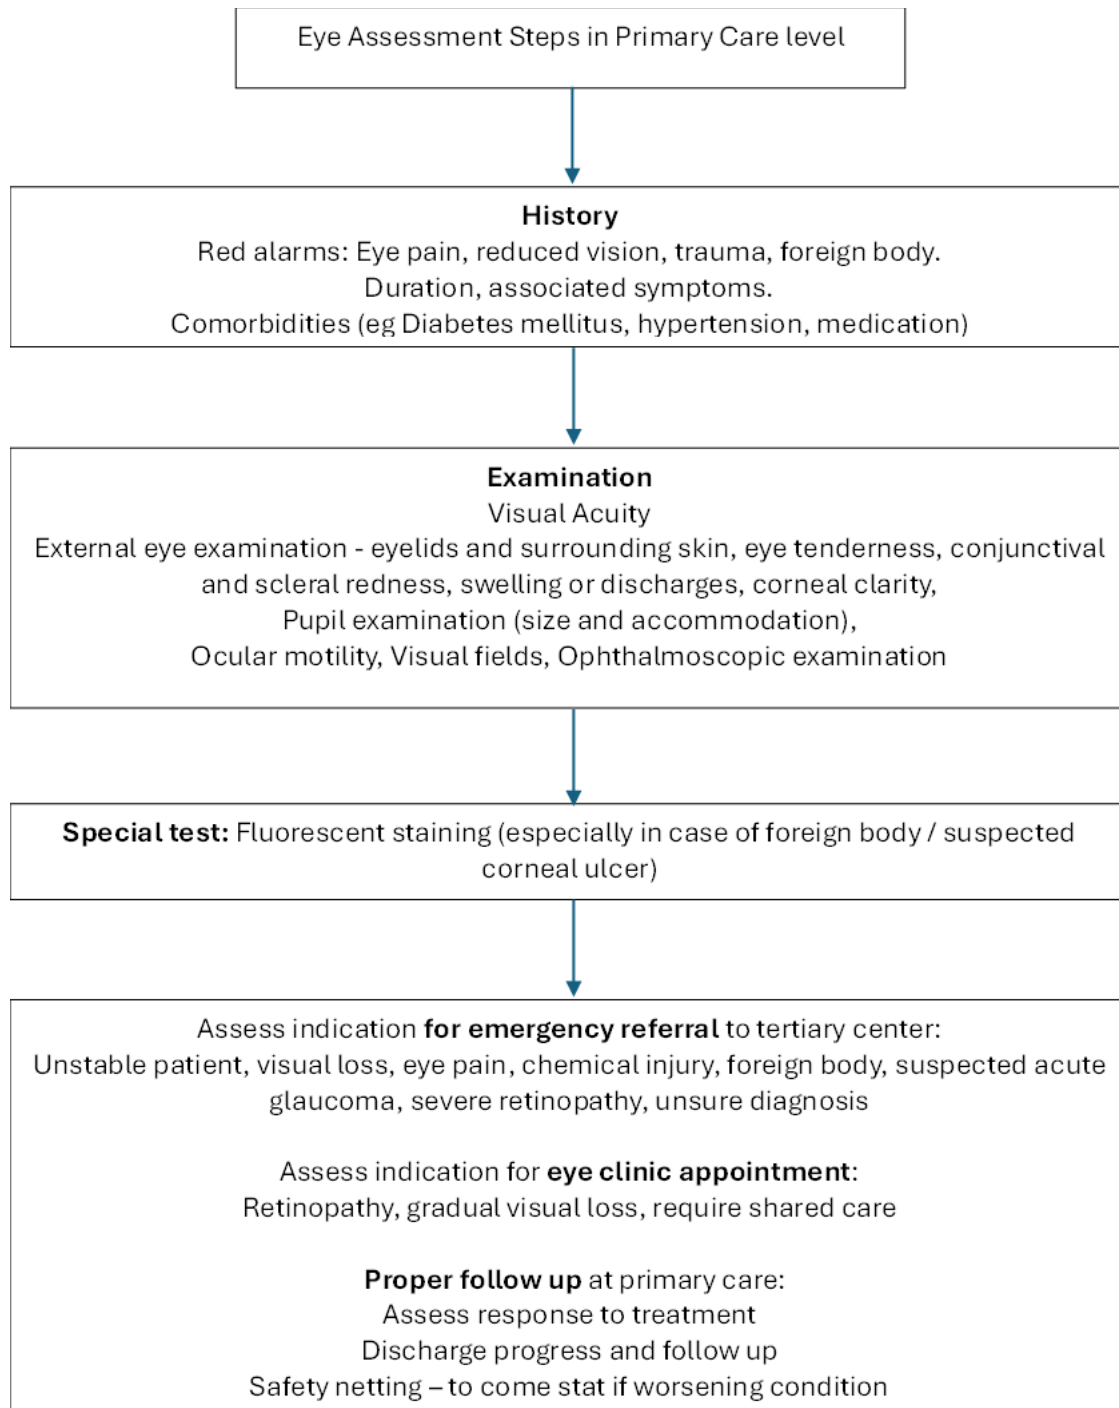 Eye Assessment Steps in Primary Care level
History
Red alarms: Eye pain, reduced vision, trauma, foreign body.
Duration, associated symptoms.
Comorbidities (eg Diabetes mellitus, hypertension, medication)
Examination
Visual Acuity
External eye examination - eyelids and surrounding skin, eye tenderness, conjunctival
and scleral redness, swelling or discharges, corneal clarity,
Pupil examination (size and accommodation),
Ocular motility, Visual fields, Ophthalmoscopic examination
Special test: Fluorescent staining (especially in case of foreign body / suspected
corneal ulcer)
Assess indication for emergency referral to tertiary center:
Unstable patient, visual loss, eye pain, chemical injury, foreign body, suspected acute
glaucoma, severe retinopathy, unsure diagnosis
Assess indication for eye clinic appointment:
Retinopathy, gradual visual loss, require shared care
Proper follow up at primary care:
Assess response to treatment
Discharge progress and follow up
Safety netting – to come stat if worsening condition